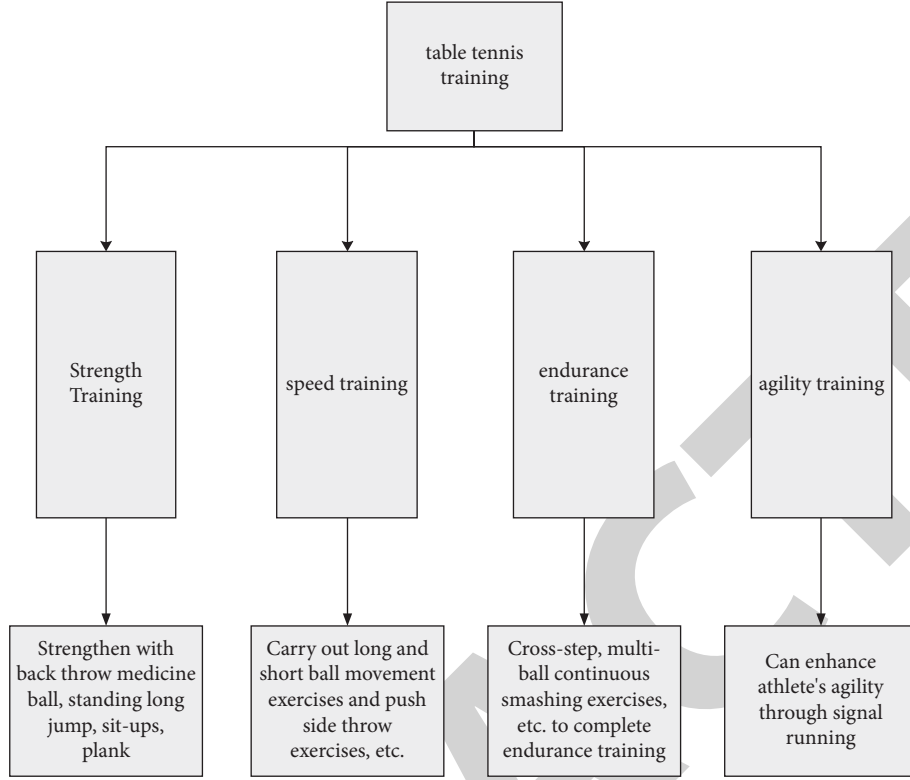 table tennis
training
Strength
Training
speed training
endurance
training
agility training
Strengthen with
back throw medicine
ball, standing long
jump, sit-ups,
plank
Carry out long and
short ball movement
exercises and push
side throw
exercises, etc.
Cross-step, multi-
ball continuous
smashing exercises,
etc. to complete
endurance training
Can enhance
athlete's agility
through signal
running